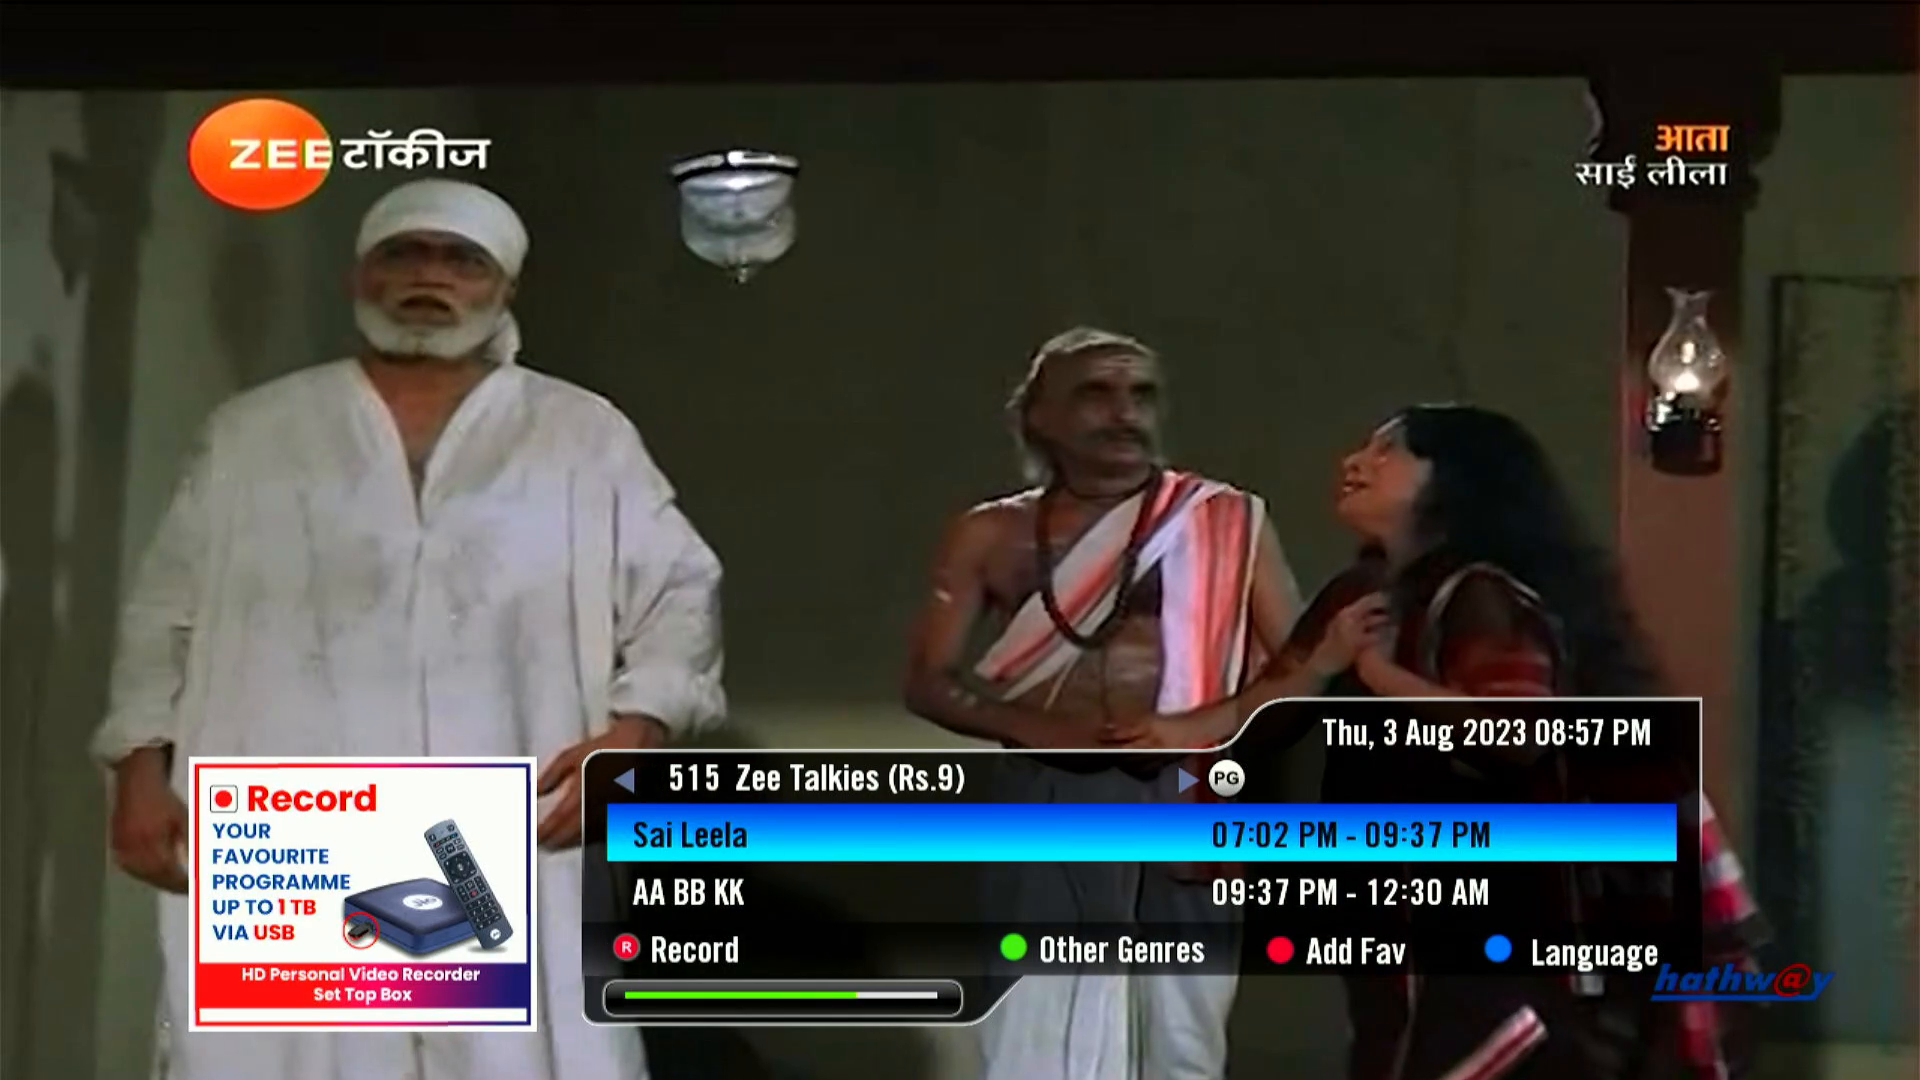 ZEE टॉकीज
आता
साई लीला
Thu, 3 Aug 2023 08:57 PM
515 Zee Talkies (Rs.9)
PG
Sai Leela 07:02 PM - 09:37 PM
AA BB KK 09:37 PM - 12:30 AM
R Record Other Genres Add Fav Language
hathw@y
Record
YOUR
FAVOURITE
PROGRAMME
UP TO 1 TB
VIA USB
HD Personal Video Recorder
Set Top Box